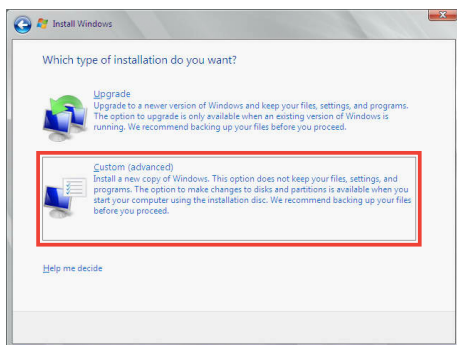 Install Windows
Which type of installation do you want?
Upgrade
Upgrade to a newer version of Windows and keep your files, settings, and programs.
The option to upgrade is only available when an existing version of Windows is
running. We recommend backing up your files before you proceed.
Custom (advanced)
Install a new copy of Windows. This option does not keep your files, settings, and
programs. The option to make changes to disks and partitions is available when you
start your computer using the installation disc. We recommend backing up your files
before you proceed.
Help me decide